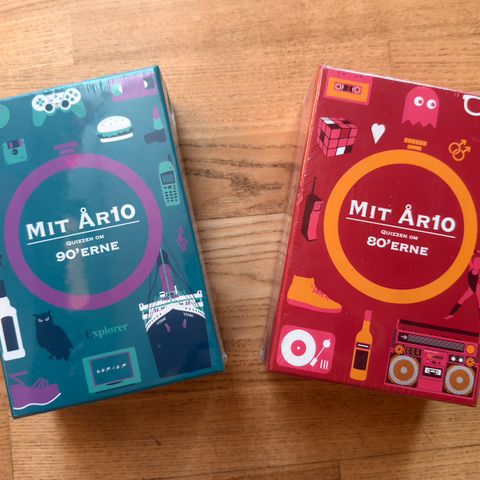 MIT ÅR10
QUIZZEN OM
90'ERNE
Explorer
MIT ÅR10
QUIZZEN OM
80'ERNE